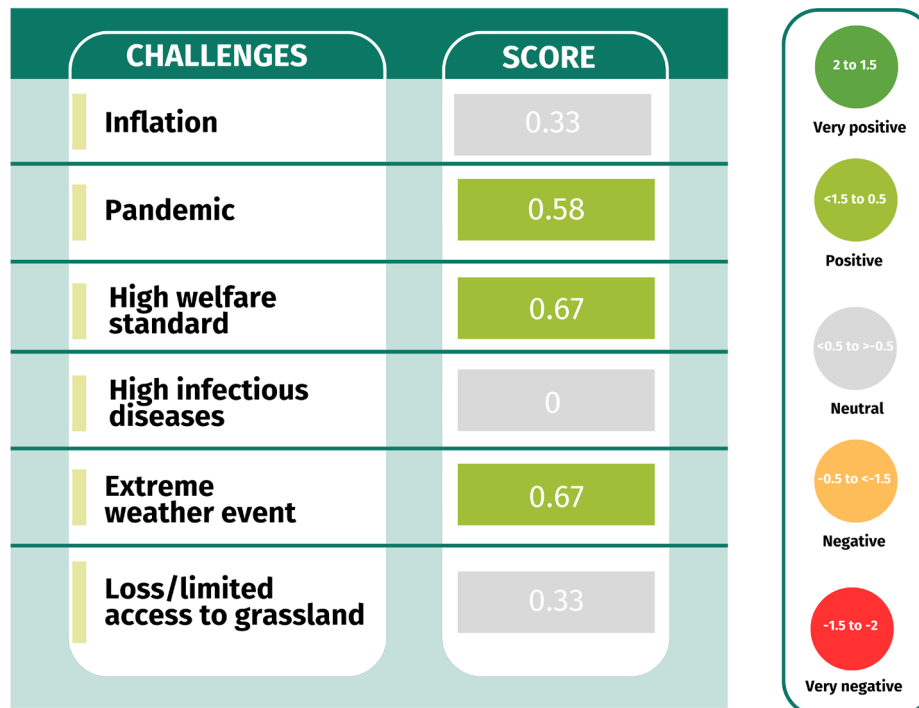 CHALLENGES SCORE
Inflation 0.33
Pandemic 0.58
High welfare
standard 0.67
High infectious
diseases 0
Extreme
weather event 0.67
Loss/limited
access to grassland 0.33
2 to 1.5
Very positive
<1.5 to 0.5
Positive
<0.5 to >-0.5
Neutral
-0.5 to <-1.5
Negative
-1.5 to -2
Very negative